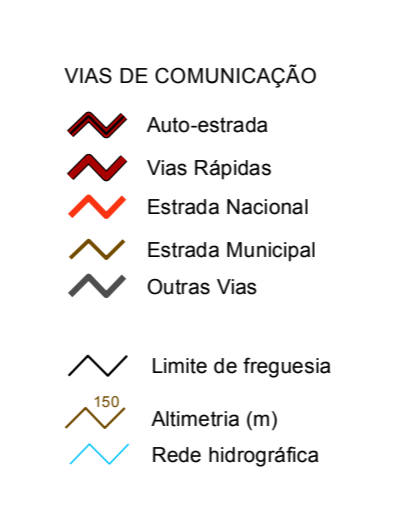 VIAS DE COMUNICAÇÃO
Auto-estrada
Vias Rápidas
Estrada Nacional
Estrada Municipal
Outras Vias
Limite de freguesia
150
Altimetria (m)
Rede hidrográfica